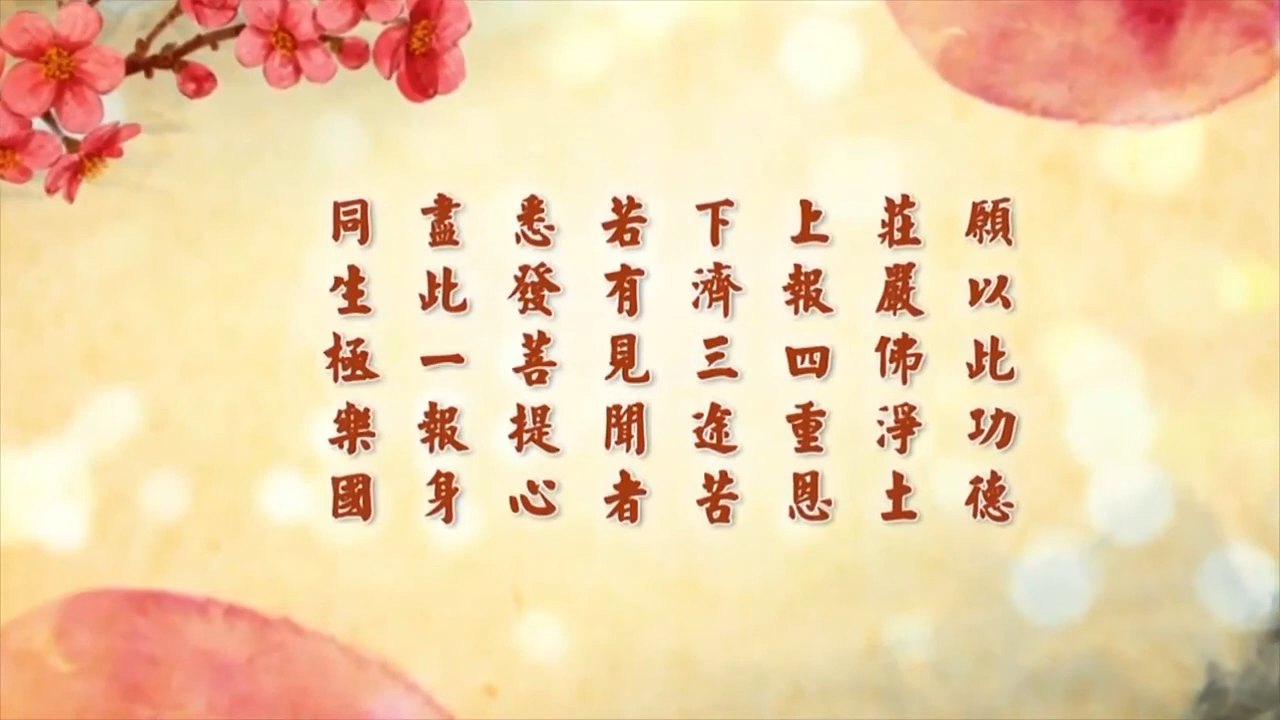 願以此功德
莊嚴佛淨土
上報四重恩
下濟三途苦
若有見聞者
悉發菩提心
盡此一報身
同生極樂國